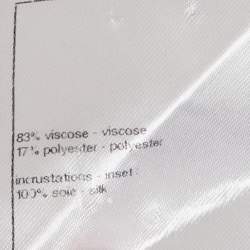 83% viscose - viscose
17% polyester - polyester
incrustations - inset :
100% soie - silk